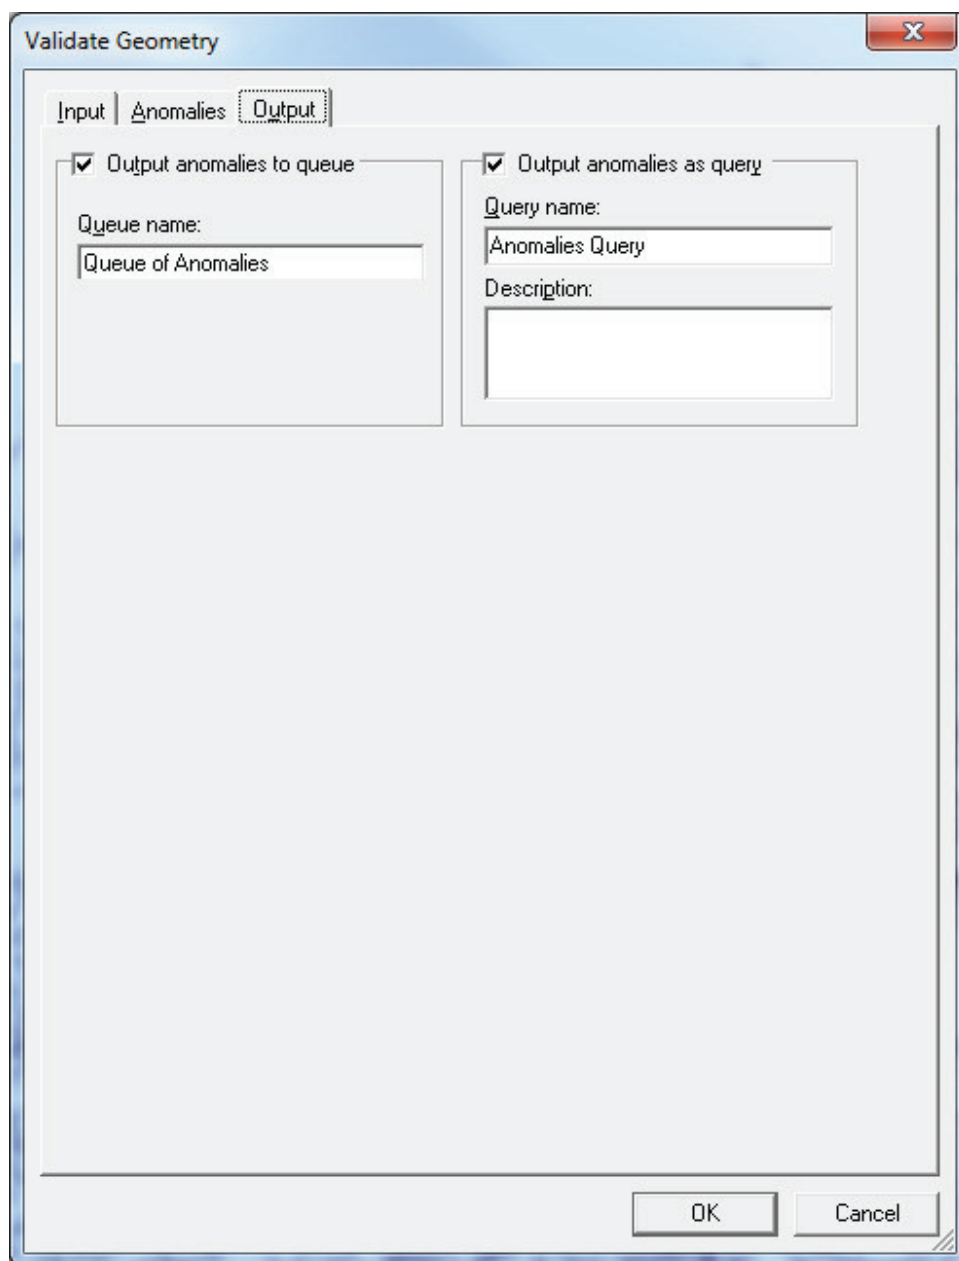 Validate Geometry
Input
Anomalies
Output
Output anomalies to queue
Queue name:
Queue of Anomalies
Output anomalies as query
Query name:
Anomalies Query
Description:
OK
Cancel